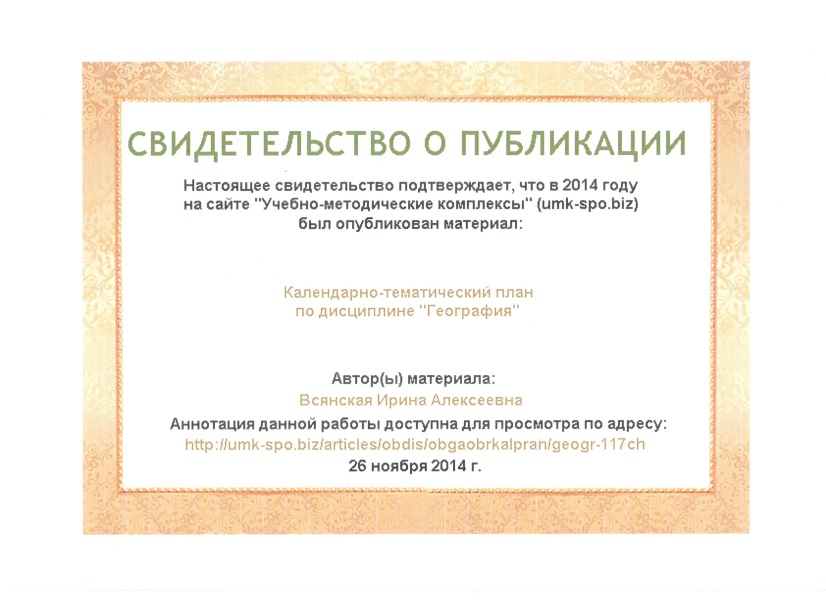 СВИДЕТЕЛЬСТВО О ПУБЛИКАЦИИ
Настоящее свидетельство подтверждает, что в 2014 году
на сайте "Учебно-методические комплексы" (umk-spo.biz)
был опубликован материал:
Календарно-тематический план
по дисциплине "География"
Автор(ы) материала:
Всянская Ирина Алексеевна
Аннотация данной работы доступна для просмотра по адресу:
http://umk-spo.biz/articles/obdis/obgaobrkalpran/geogr-117ch
26 ноября 2014 г.